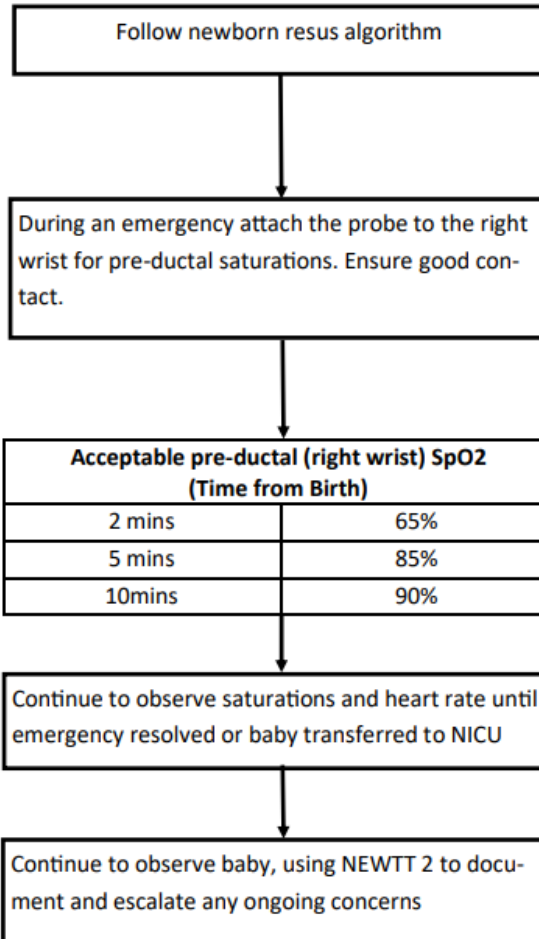 Follow newborn resus algorithm
During an emergency attach the probe to the right
wrist for pre-ductal saturations. Ensure good con-
tact.
Acceptable pre-ductal (right wrist) SpO2
(Time from Birth)
2 mins 65%
5 mins 85%
10mins 90%
Continue to observe saturations and heart rate until
emergency resolved or baby transferred to NICU
Continue to observe baby, using NEWTT 2 to docu-
ment and escalate any ongoing concerns